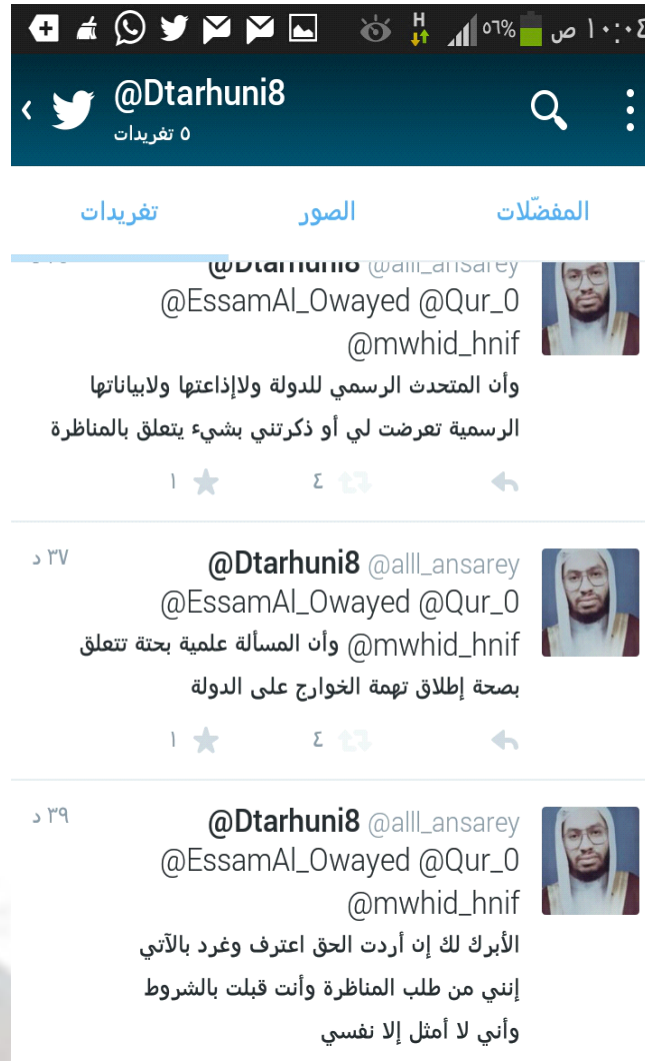 ٥٦% ١٠:٠٤ ص
H
@Dtarhuni8
٥ تغريدات
تغريدات الصور المفضّلات
@Dtarhuni8 @alll_ansarey
@EssamAl_Owayed @Qur_0
@mwhid_hnif
وأن المتحدث الرسمي للدولة ولاإذاعتها ولابياناتها
الرسمية تعرضت لي أو ذكرتني بشيء يتعلق بالمناظرة
١ ٤
٣٧ د
@Dtarhuni8 @alll_ansarey
@EssamAl_Owayed @Qur_0
@mwhid_hnif وأن المسألة علمية بحتة تتعلق
بصحة إطلاق تهمة الخوارج على الدولة
١ ٤
٣٩ د
@Dtarhuni8 @alll_ansarey
@EssamAl_Owayed @Qur_0
@mwhid_hnif
الأبرك لك إن أردت الحق اعترف وغرد بالآتي
إنني من طلب المناظرة وأنت قبلت بالشروط
وأني لا أمثل إلا نفسي